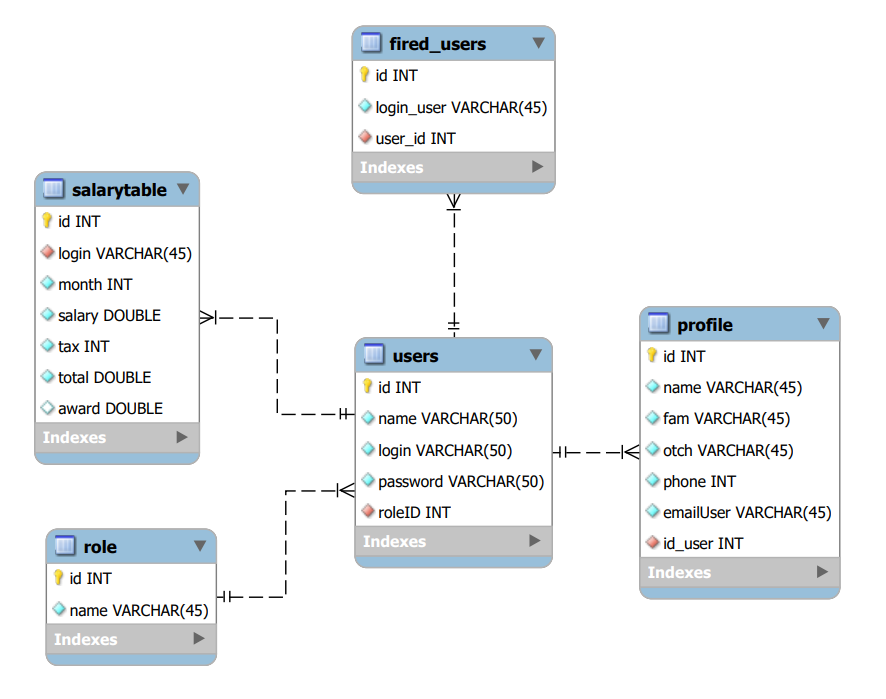 fired_users
id INT
login_user VARCHAR(45)
user_id INT
Indexes
salarytable
id INT
login VARCHAR(45)
month INT
salary DOUBLE
tax INT
total DOUBLE
award DOUBLE
Indexes
users
id INT
name VARCHAR(50)
login VARCHAR(50)
password VARCHAR(50)
roleID INT
Indexes
profile
id INT
name VARCHAR(45)
fam VARCHAR(45)
otch VARCHAR(45)
phone INT
emailUser VARCHAR(45)
id_user INT
Indexes
role
id INT
name VARCHAR(45)
Indexes